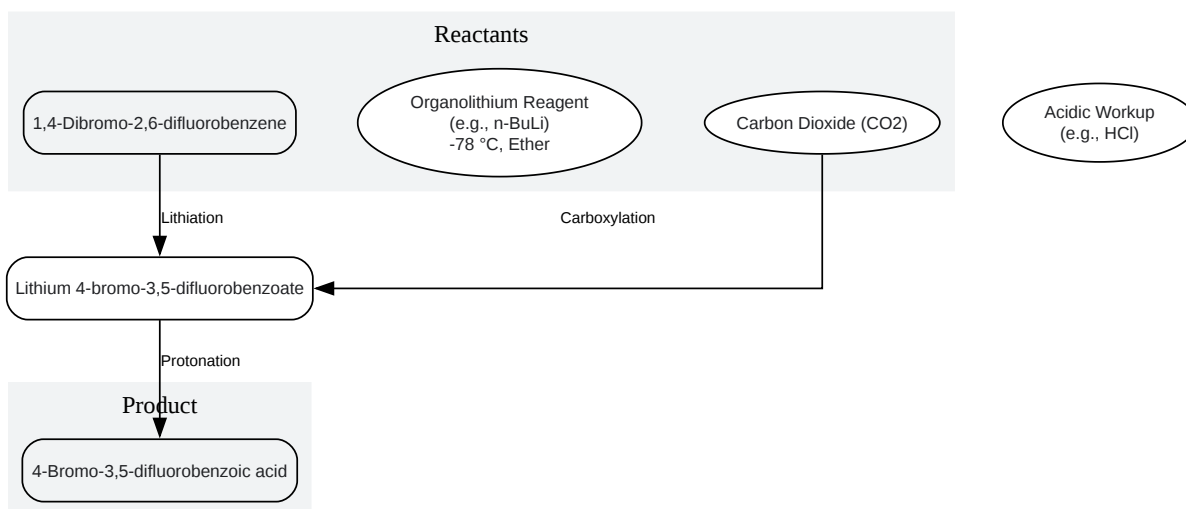 Reactants
1,4-Dibromo-2,6-difluorobenzene
Organolithium Reagent
(e.g., n-BuLi)
-78 °C, Ether
Carbon Dioxide (CO2)
Acidic Workup
(e.g., HCl)
Lithiation
Carboxylation
Lithium 4-bromo-3,5-difluorobenzoate
Protonation
Product
4-Bromo-3,5-difluorobenzoic acid